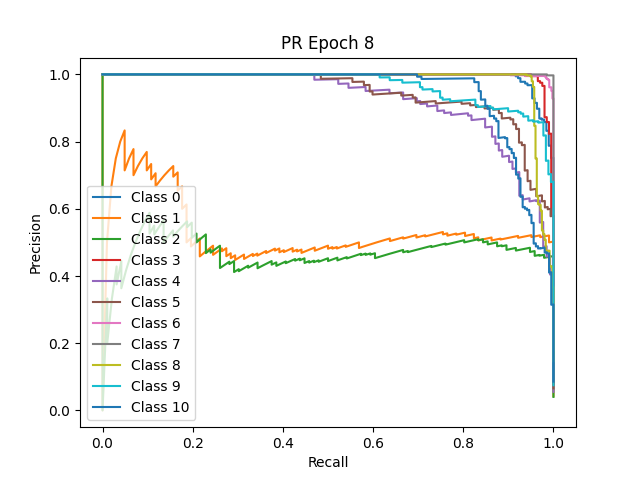 PR Epoch 8
Precision
1.0
0.8
0.6
0.4
0.2
0.0
Class 0
Class 1
Class 2
Class 3
Class 4
Class 5
Class 6
Class 7
Class 8
Class 9
Class 10
0.0 0.2 0.4 0.6 0.8 1.0
Recall